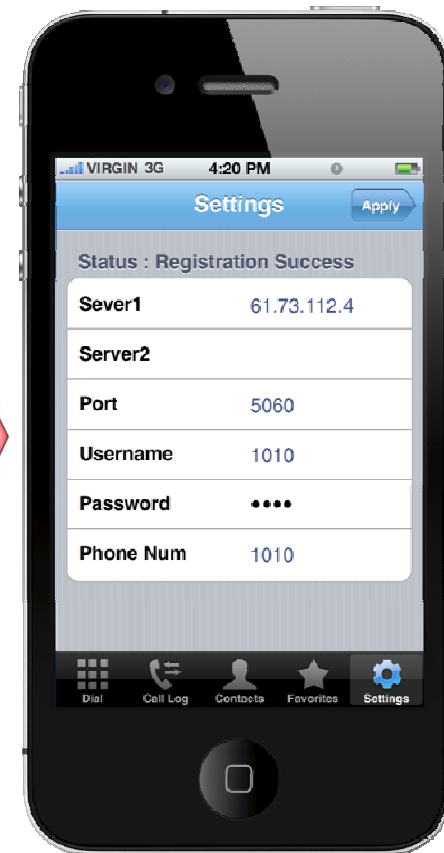 VIRGIN 3G 4:20 PM
Settings Apply
Status : Registration Success
Sever1 61.73.112.4
Server2
Port 5060
Username 1010
Password ••••
Phone Num 1010
Dial Call Log Contacts Favorites Settings